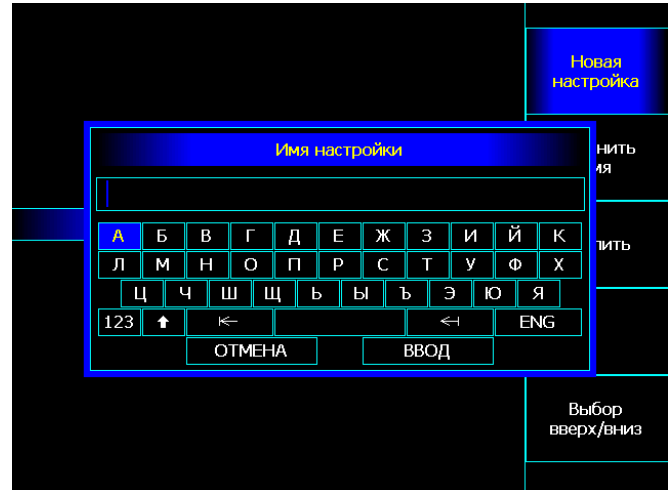 Новая
настройка
Имя настройки
нить
мя
А Б В Г Д Е Ж З И Й К
лить
Л М Н О П Р С Т У Ф Х
Ц Ч Ш Щ Ь Ы Ъ Э Ю Я
123 ENG
ОТМЕНА ВВОД
Выбор
вверх/вниз